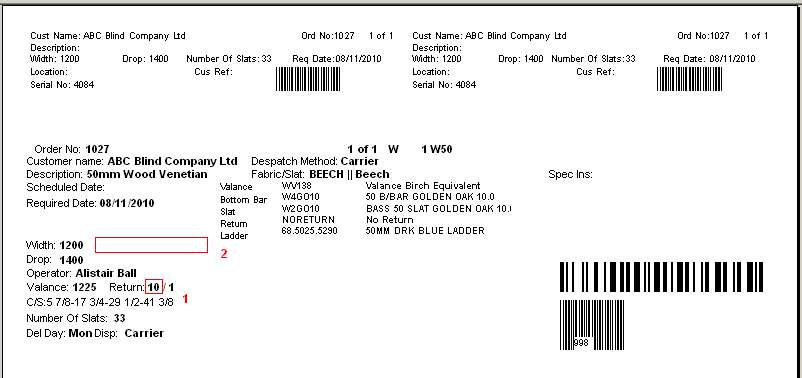 Cust Name: ABC Blind Company Ltd Ord No:1027 1 of 1
Description:
Width: 1200 Drop: 1400 Number Of Slats:33 Req Date:08/11/2010
Location: Cus Ref:
Serial No: 4084
Cust Name: ABC Blind Company Ltd Ord No:1027 1 of 1
Description:
Width: 1200 Drop: 1400 Number Of Slats:33 Req Date:08/11/2010
Location: Cus Ref:
Serial No: 4084
Order No: 1027 1 of 1 W 1 W50
Customer name: ABC Blind Company Ltd Despatch Method: Carrier
Description: 50mm Wood Venetian Fabric/Slat: BEECH || Beech Spec Ins:
Scheduled Date:
Required Date: 08/11/2010
Valance WV138 Valance Birch Equivalent
Bottom Bar W4GO10 50 B/BAR GOLDEN OAK 10.0
Slat W2GO10 BASS 50 SLAT GOLDEN OAK 10.(
Return NORETURN No Return
Ladder 68.5025.5290 50MM DRK BLUE LADDER
Width: 1200
2
Drop: 1400
Operator: Alistair Ball
Valance: 1225 Return: 10 / 1
C/S:5 7/8-17 3/4-29 1/2-41 3/8 1
Number Of Slats: 33
Del Day: Mon Disp: Carrier
998